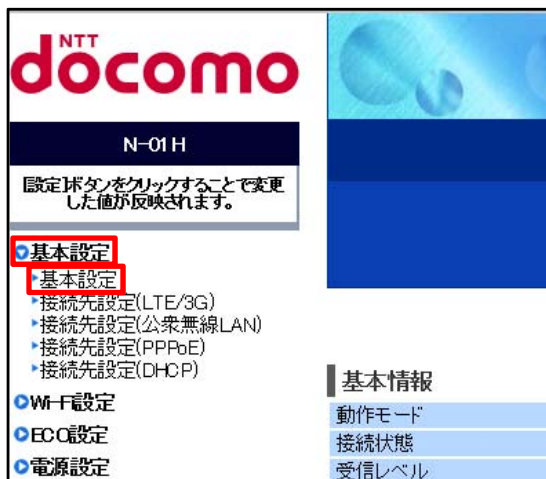 NTT
docomo
N-01H
[設定]ボタンをクリックすることで変更
した値が反映されます。
基本設定
基本設定
接続先設定(LTE/3G)
接続先設定(公衆無線LAN)
接続先設定(PPPoE)
接続先設定(DHCP)
Wi-Fi設定
ECO設定
電源設定
基本情報
動作モード
接続状態
受信レベル